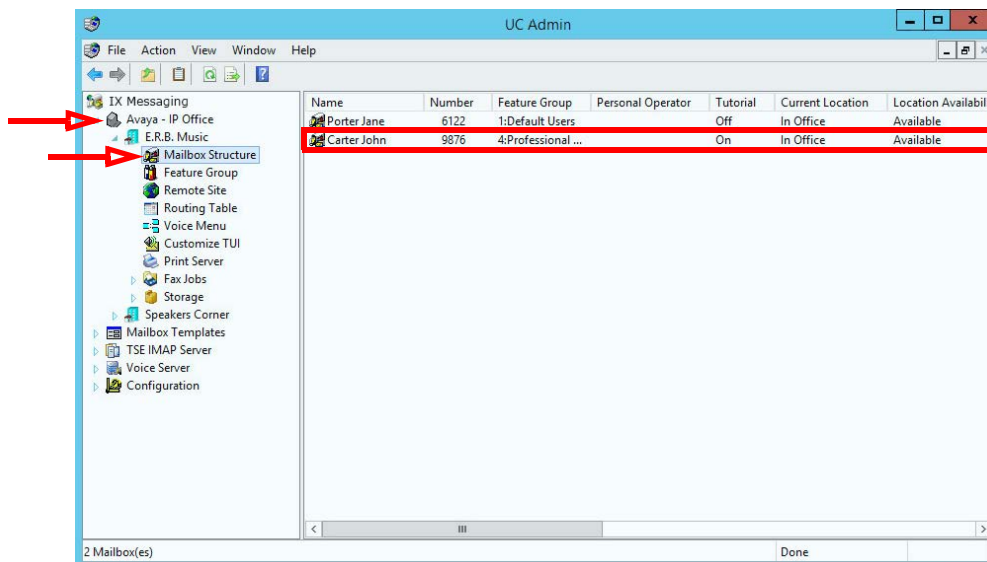 UC Admin
File Action View Window Help
IX Messaging
Avaya - IP Office
E.R.B. Music
Mailbox Structure
Feature Group
Remote Site
Routing Table
Voice Menu
Customize TUI
Print Server
Fax Jobs
Storage
Speakers Corner
Mailbox Templates
TSE IMAP Server
Voice Server
Configuration
Name Number Feature Group Personal Operator Tutorial Current Location Location Availabil
Porter Jane 6122 1:Default Users Off In Office Available
Carter John 9876 4:Professional ... On In Office Available
2 Mailbox(es) Done